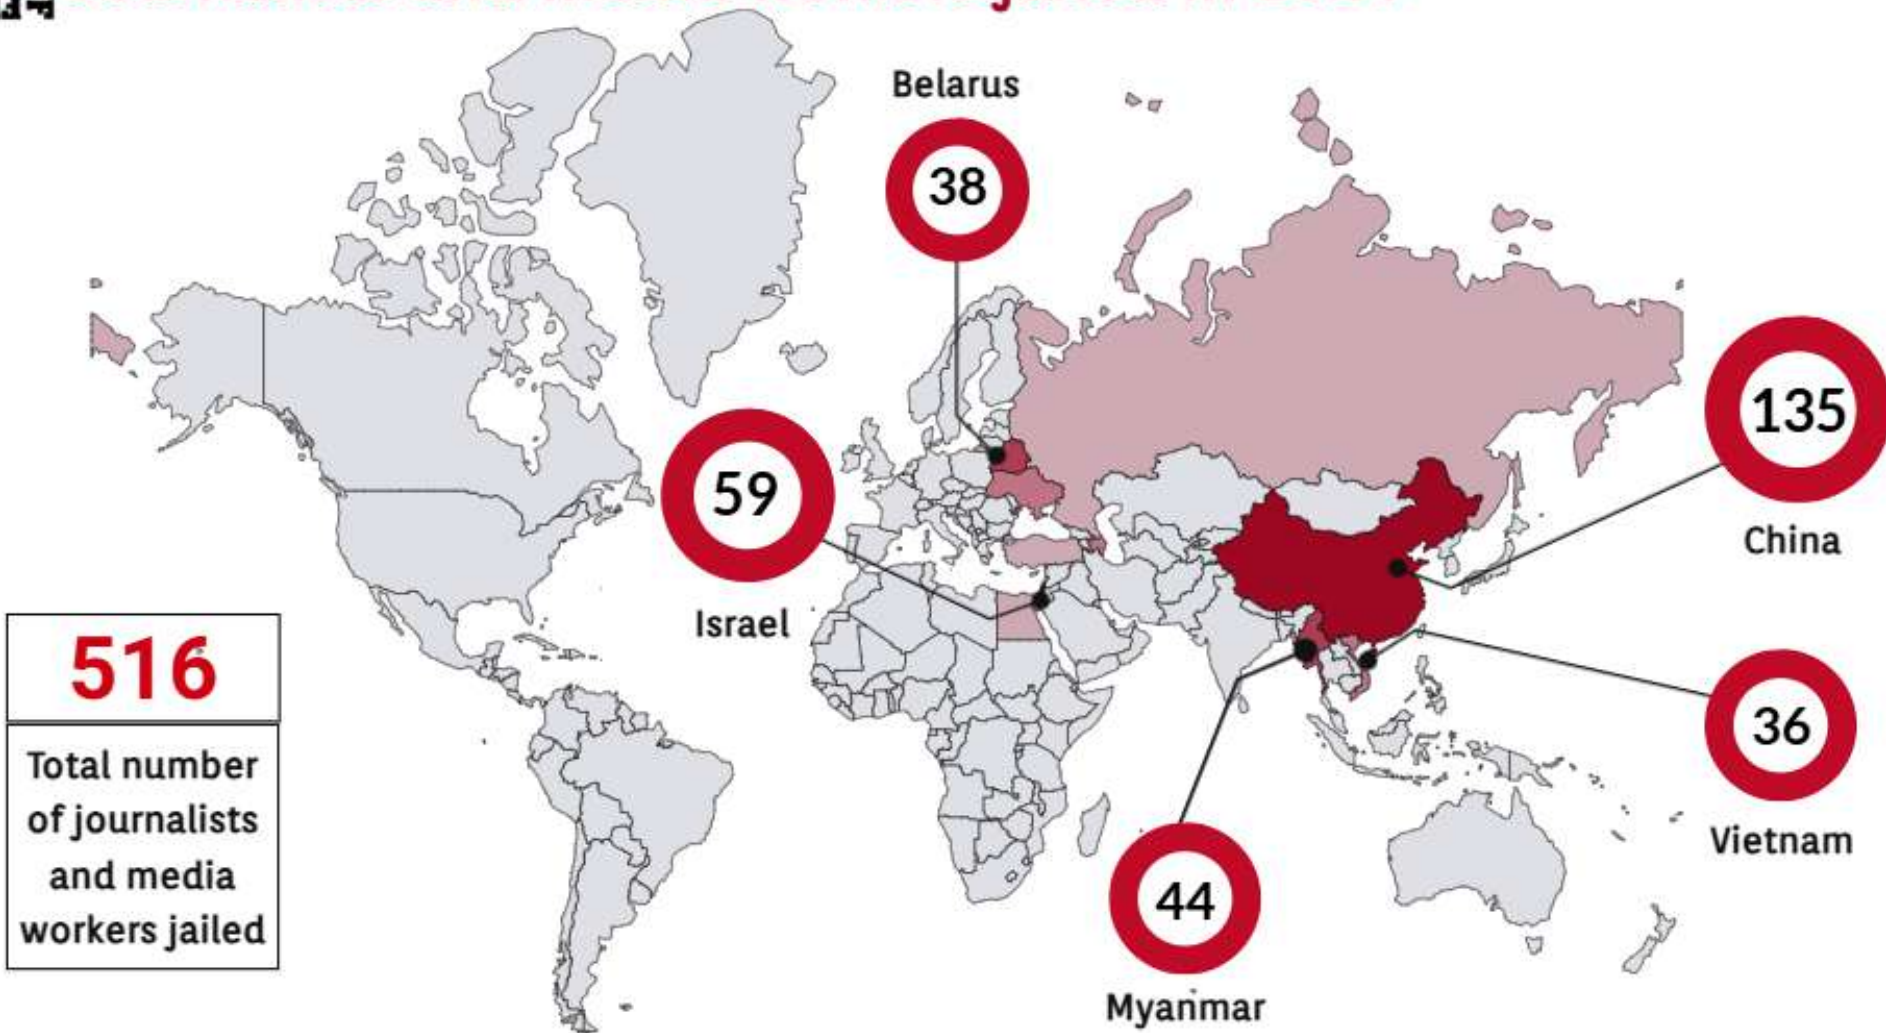 Belarus
38
135
China
59
Israel
516
Total number
of journalists
and media
workers jailed
36
Vietnam
44
Myanmar